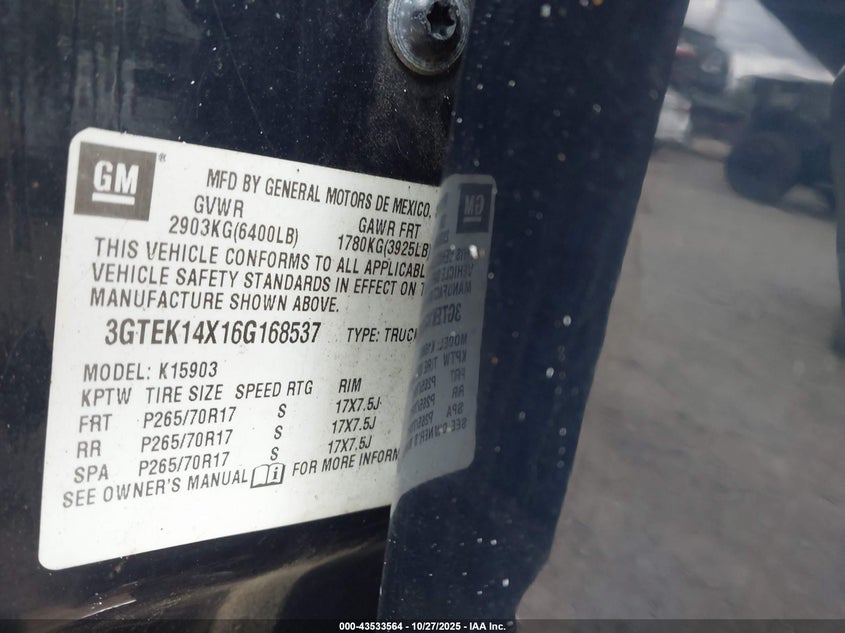 GM ®
MFD BY GENERAL MOTORS DE MEXICO,
GVWR GAWR FRT
2903KG(6400LB) 1780KG(3925LB)
THIS VEHICLE CONFORMS TO ALL APPLICABL
VEHICLE SAFETY STANDARDS IN EFFECT ON T
MANUFACTURE SHOWN ABOVE.
3GTEK14X16G168537 TYPE: TRUCK
MODEL: K15903
KPTW TIRE SIZE SPEED RTG RIM
FRT P265/70R17 S 17X7.5J
RR P265/70R17 S 17X7.5J
SPA P265/70R17 S 17X7.5J
SEE OWNER'S MANUAL FOR MORE INFORM
000-43533564 - 10/27/2025 - IAA Inc.